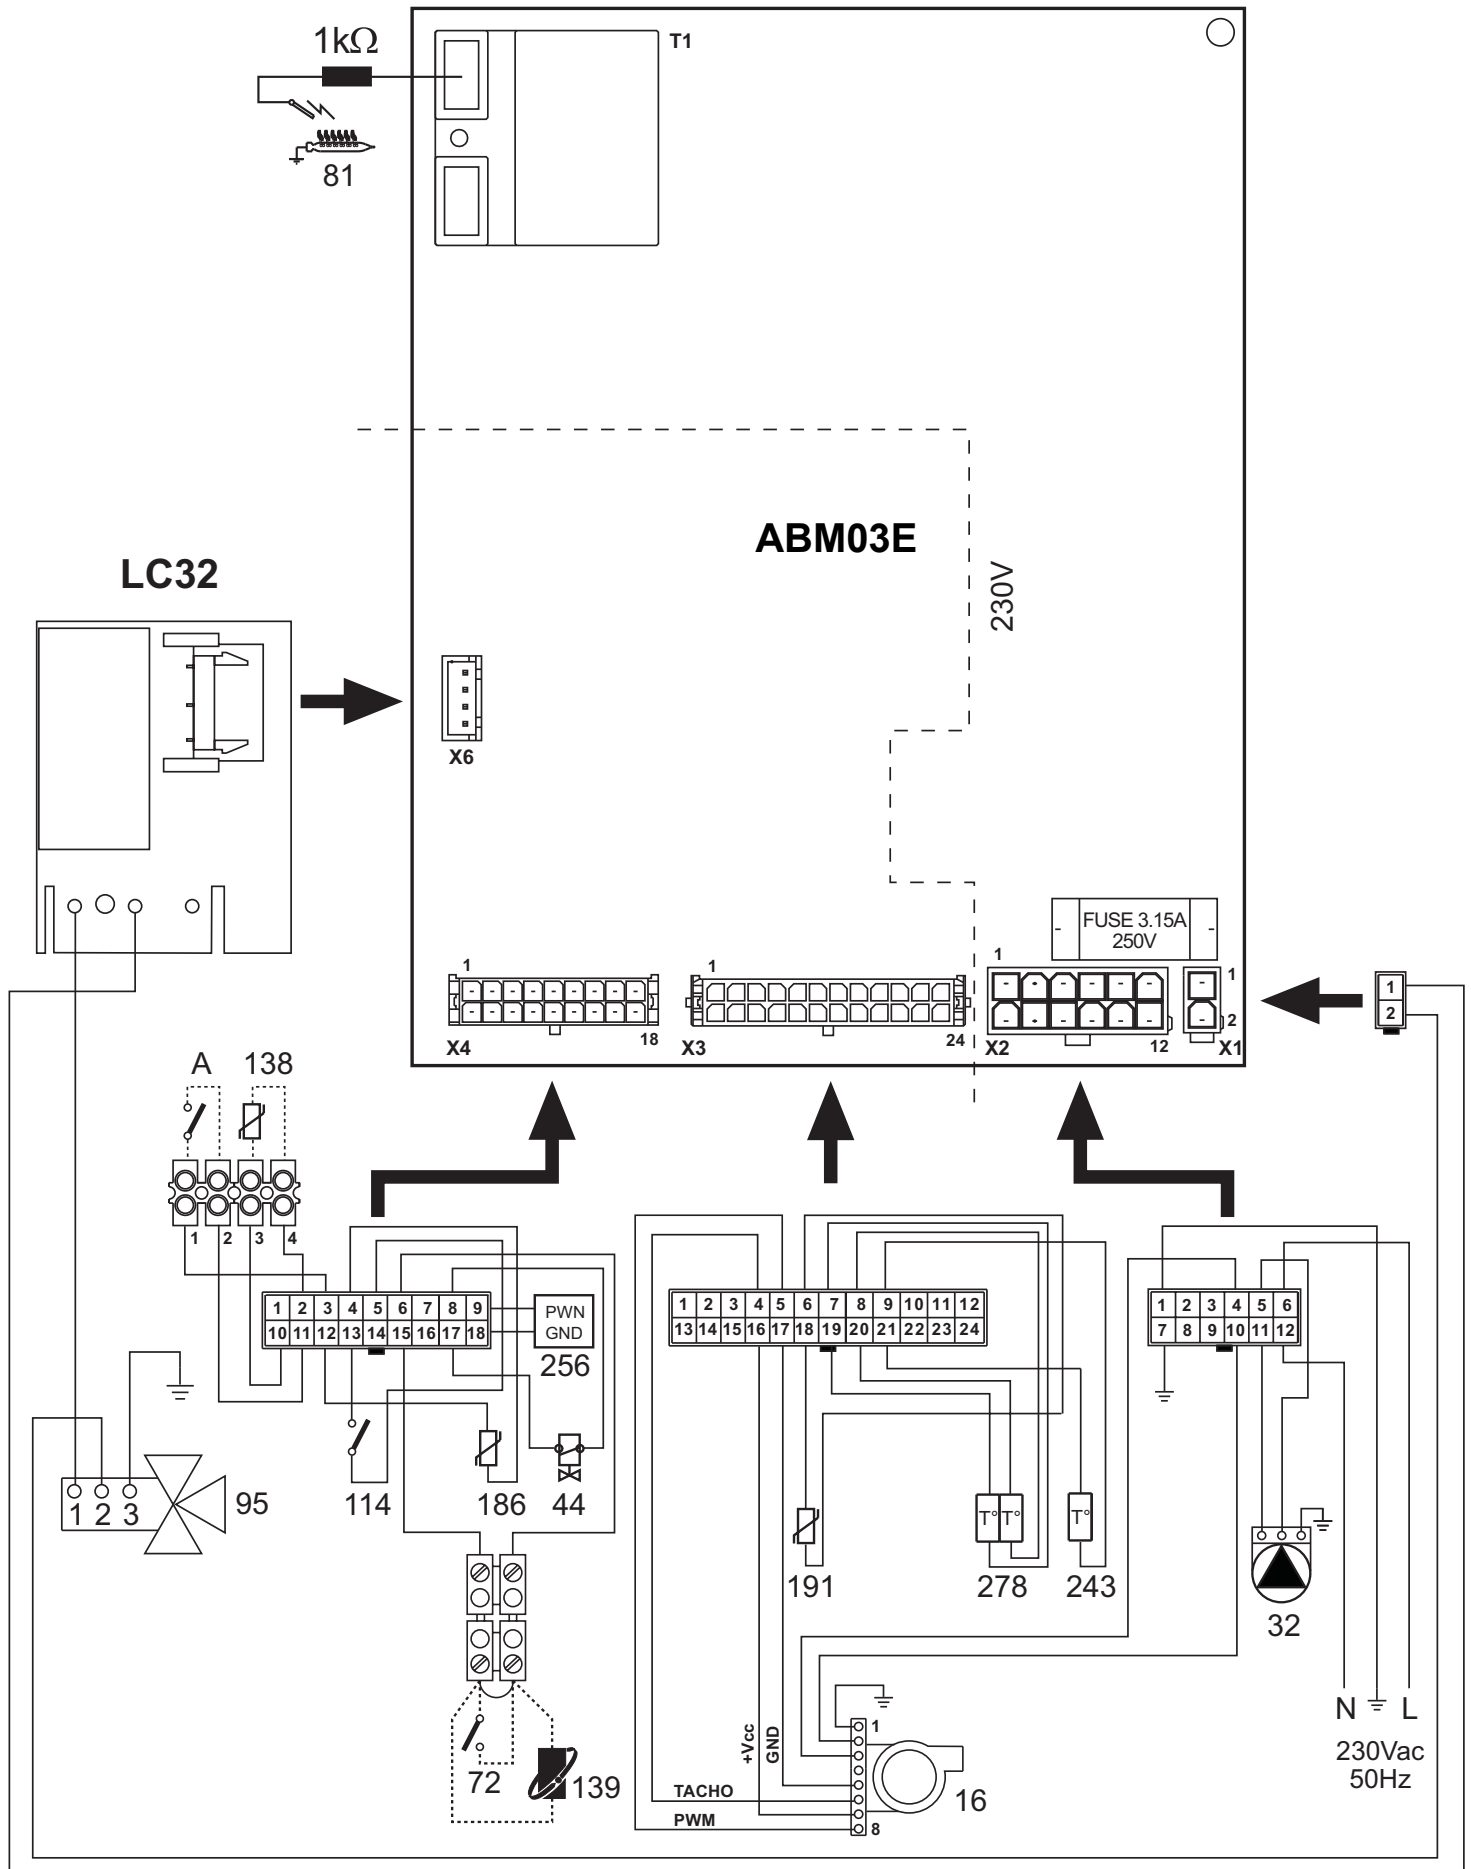 1kΩ
T1
81
ABM03E
230V
LC32
X6
FUSE 3.15A
250V
1
1
1
1
2
18
24
12
X4
X3
X2
X1
1
2
A
138
1
2
3
4
1 2 3 4 5 6 7 8 9
10 11 12 13 14 15 16 17 18
PWN
GND
256
1 2 3 4 5 6 7 8 9 10 11 12
13 14 15 16 17 18 19 20 21 22 23 24
1 2 3 4 5 6
7 8 9 10 11 12
1 2 3
95
114
186
44
191
T° T°
278
T°
243
32
72
139
+Vcc
GND
TACHO
PWM
1
8
16
N
L
230Vac
50Hz